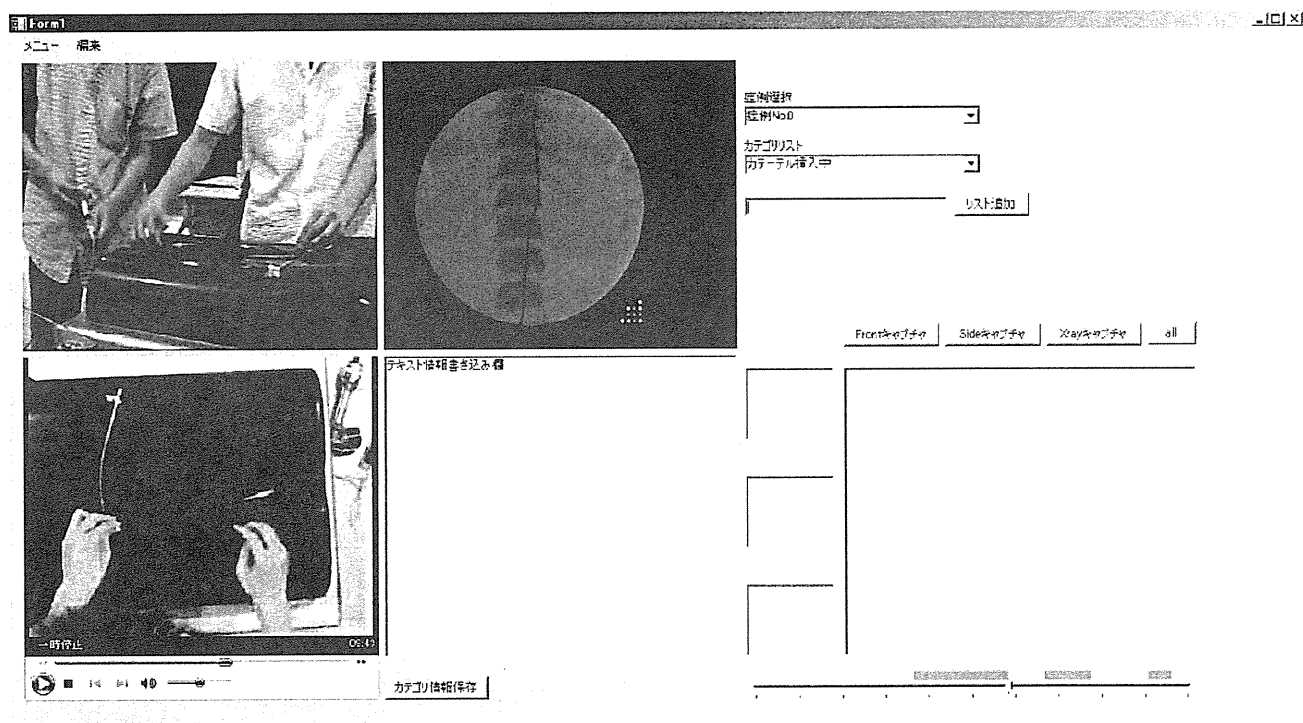 Form1
メニュー 編集
症例選択
症例No0
カテゴリリスト
カテーテル挿入中
リスト追加
Frontキャプチャ Sideキャプチャ Xrayキャプチャ all
テキスト情報書き込み欄
一時停止
カテゴリ情報保存